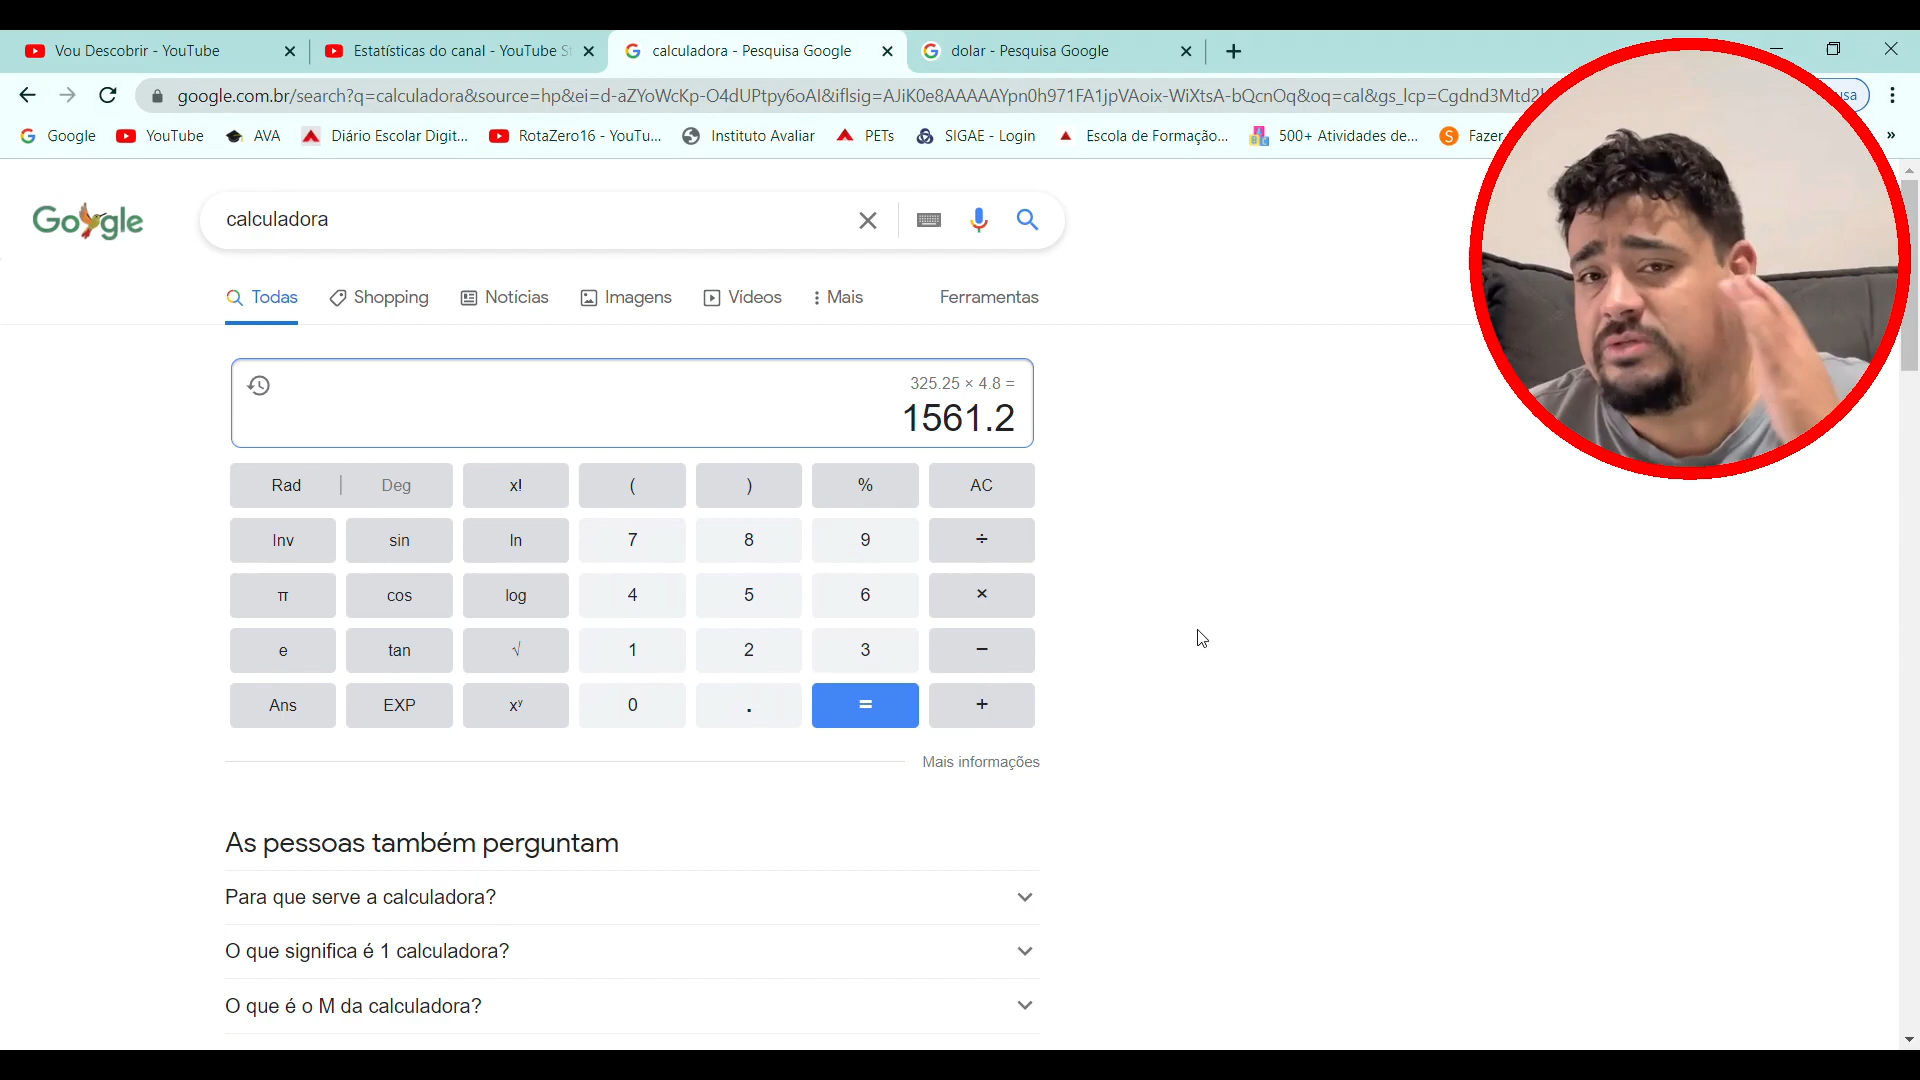 Vou Descobrir - YouTube
Estatísticas do canal - YouTube St
calculadora - Pesquisa Google
dolar - Pesquisa Google
google.com.br/search?q=calculadora&source=hp&ei=d-aZYoWcKp-O4dUPtpy6oAI&iflsig=AJiK0e8AAAAAYpn0h971FA1jpVAoix-WiXtsA-bQcnOq&oq=cal&gs_lcp=Cgdnd3Mtd2l
usa
Google YouTube AVA Diário Escolar Digit... RotaZero16 - YouTu... Instituto Avaliar PETs SIGAE - Login Escola de Formação... 500+ Atividades de... Fazer »
Google
calculadora
Todas Shopping Notícias Imagens Vídeos Mais Ferramentas
325.25 × 4.8 =
1561.2
Rad | Deg x! ( ) % AC
Inv sin ln 7 8 9 ÷
π cos log 4 5 6 ×
e tan √ 1 2 3 −
Ans EXP xʸ 0 . = +
Mais informações
As pessoas também perguntam
Para que serve a calculadora?
O que significa é 1 calculadora?
O que é o M da calculadora?